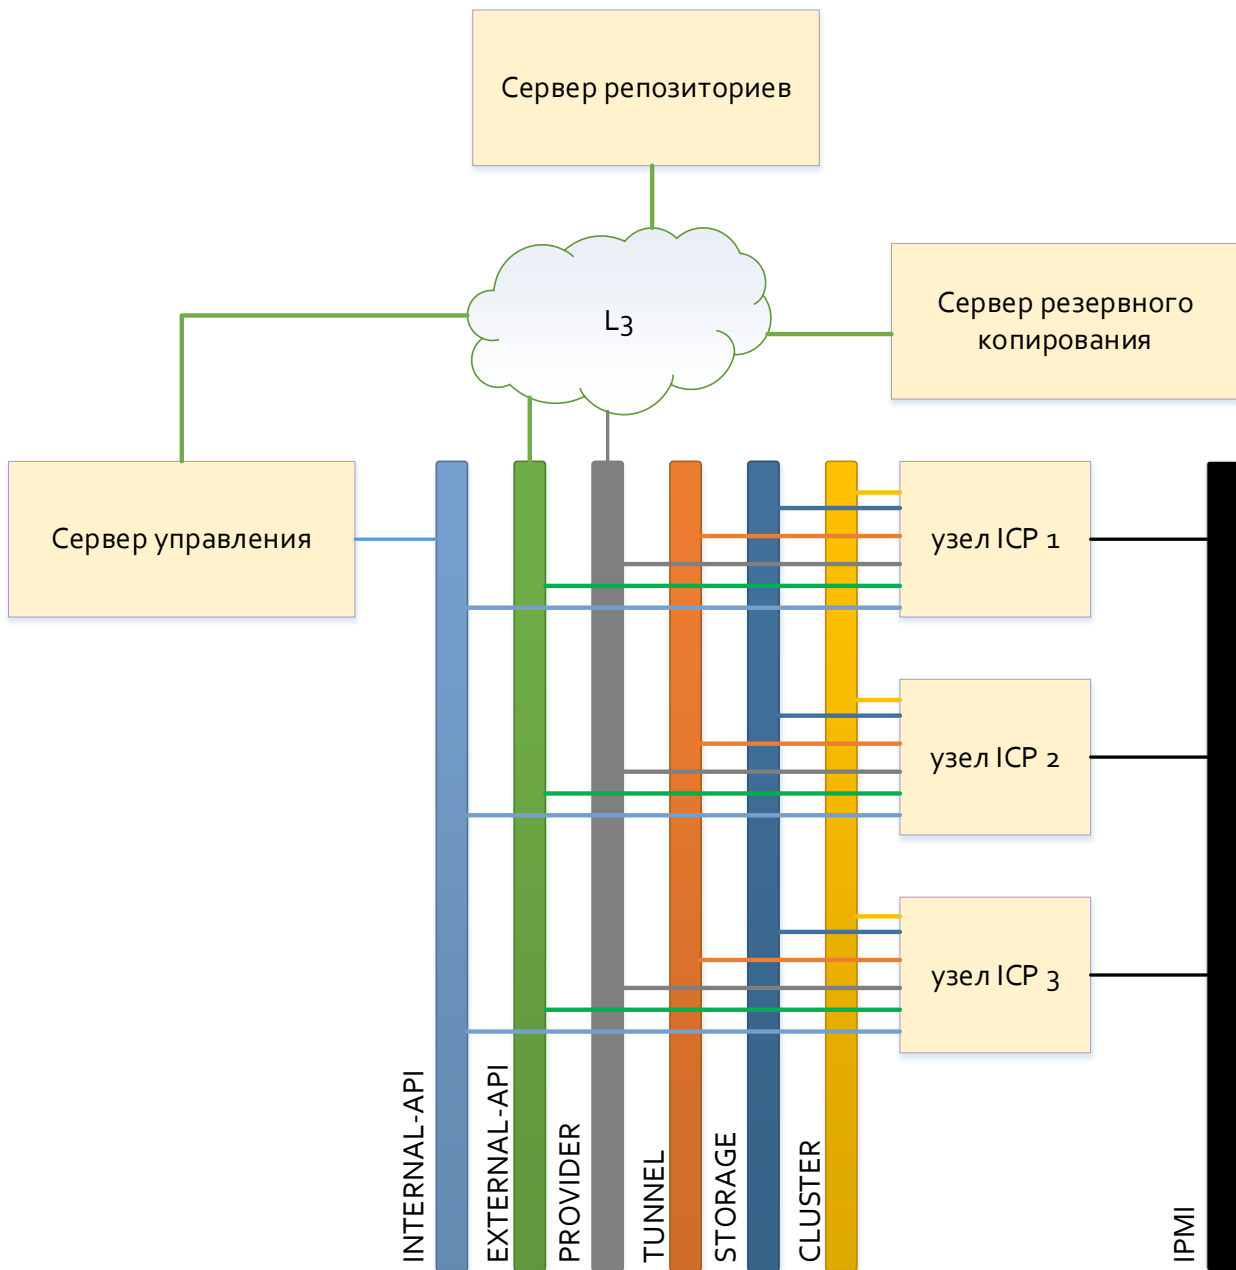 Сервер репозиториев
L3
Сервер резервного
копирования
Сервер управления
узел ICP 1
узел ICP 2
узел ICP 3
INTERNAL-API
EXTERNAL-API
PROVIDER
TUNNEL
STORAGE
CLUSTER
IPMI